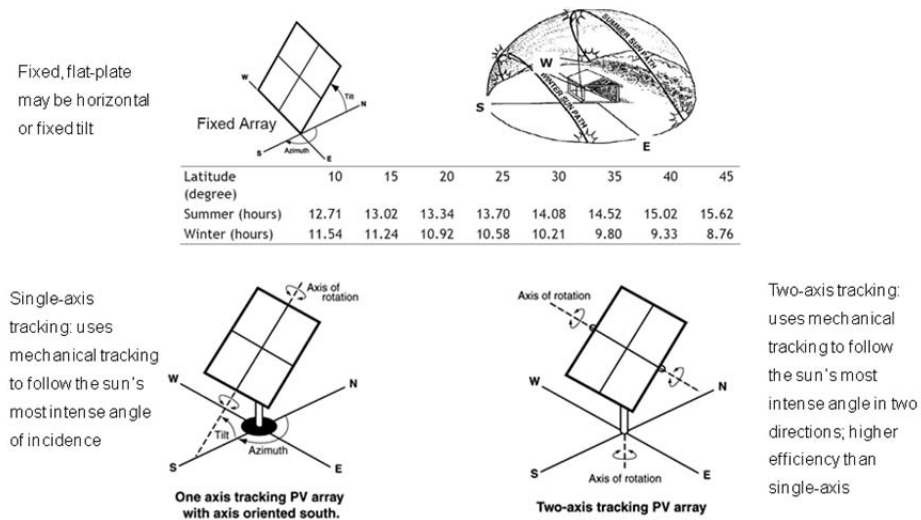 Fixed, flat-plate
may be horizontal
or fixed tilt
W
N
Tilt
Fixed Array
Azimuth
S
E
SUMMER SUN PATH
W
WINTER SUN PATH
S
E
Latitude (degree) 10 15 20 25 30 35 40 45
Summer (hours) 12.71 13.02 13.34 13.70 14.08 14.52 15.02 15.62
Winter (hours) 11.54 11.24 10.92 10.58 10.21 9.80 9.33 8.76
Single-axis
tracking: uses
mechanical tracking
to follow the sun's
most intense angle
of incidence
Axis of
rotation
W
N
Tilt
Azimuth
S
E
One axis tracking PV array
with axis oriented south.
Axis of rotation
W
N
S
E
Axis of rotation
Two-axis tracking PV array
Two-axis tracking:
uses mechanical
tracking to follow
the sun's most
intense angle in two
directions; higher
efficiency than
single-axis